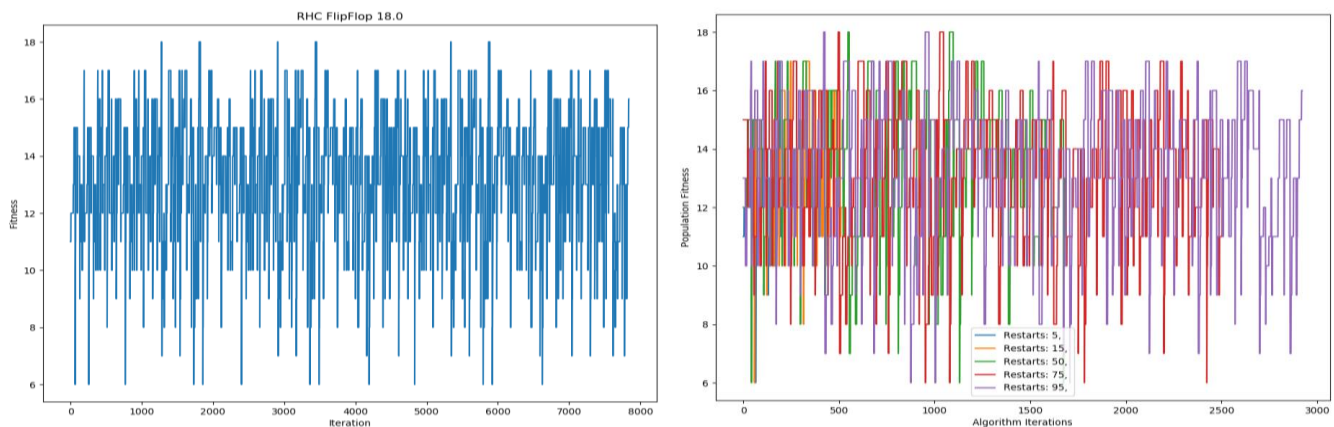 RHC FlipFlop 18.0
18
16
14
12
10
8
6
Fitness
0 1000 2000 3000 4000 5000 6000 7000 8000
Iteration
18
16
14
12
10
8
6
Population Fitness
Restarts: 5,
Restarts: 15,
Restarts: 50,
Restarts: 75,
Restarts: 95,
0 500 1000 1500 2000 2500 3000
Algorithm Iterations